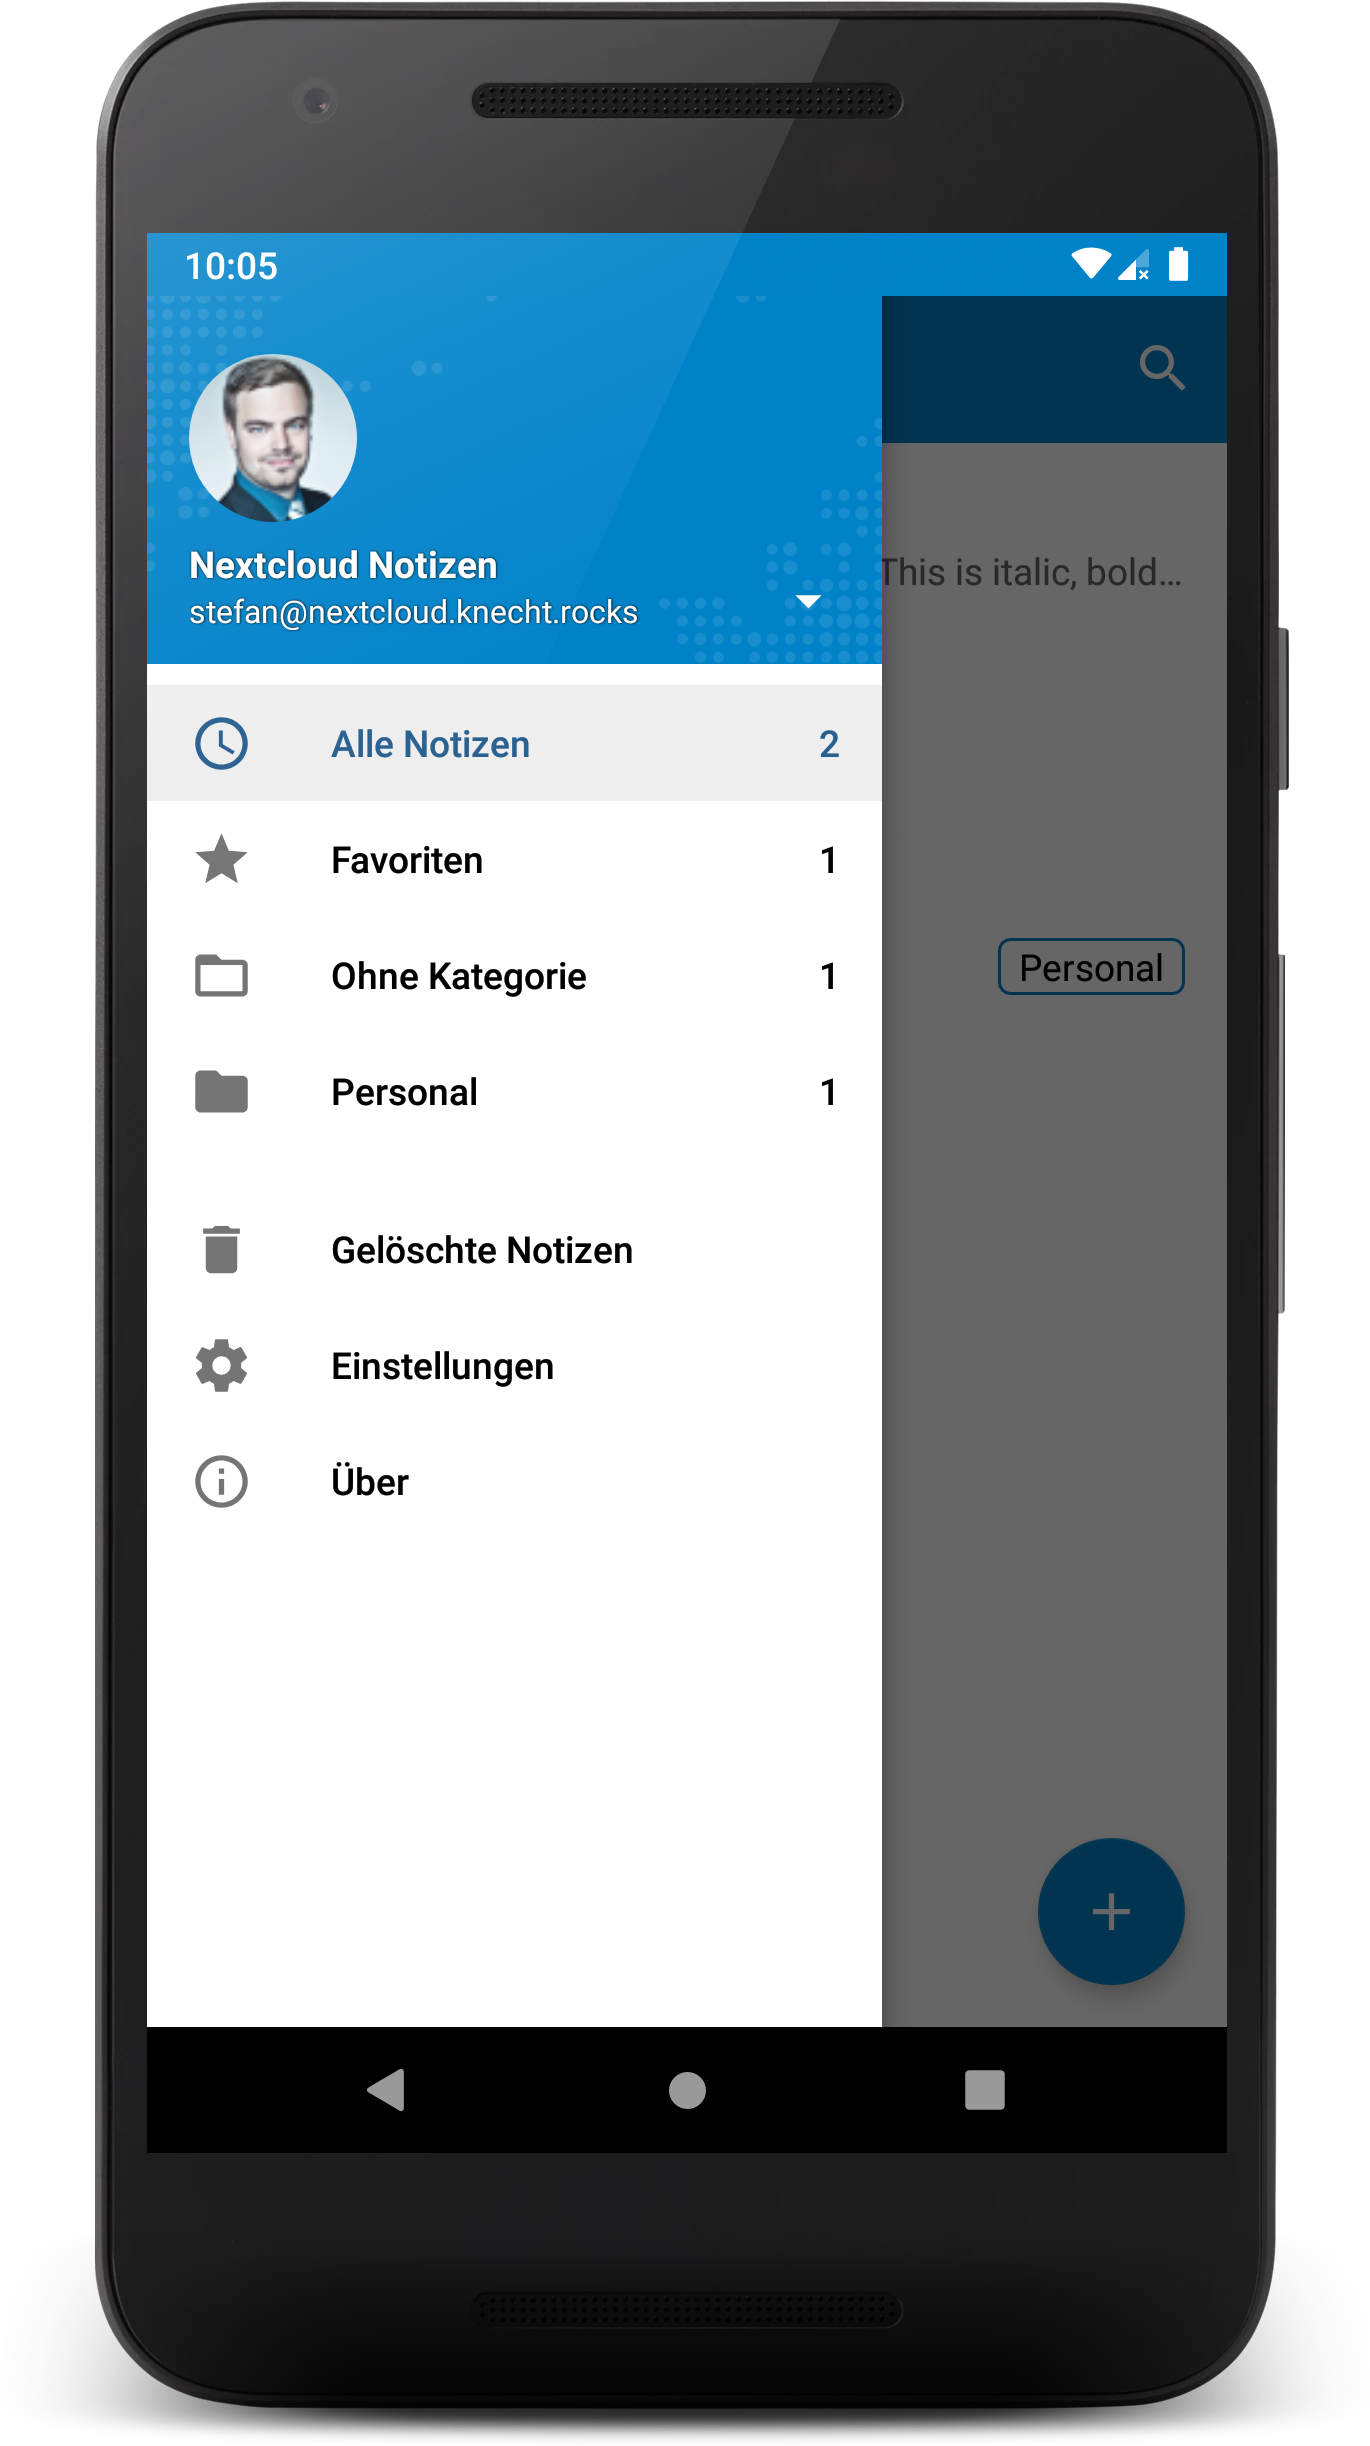 10:05
Nextcloud Notizen
stefan@nextcloud.knecht.rocks
This is italic, bold…
Alle Notizen 2
Favoriten 1
Ohne Kategorie 1
Personal
Personal 1
Gelöschte Notizen
Einstellungen
Über